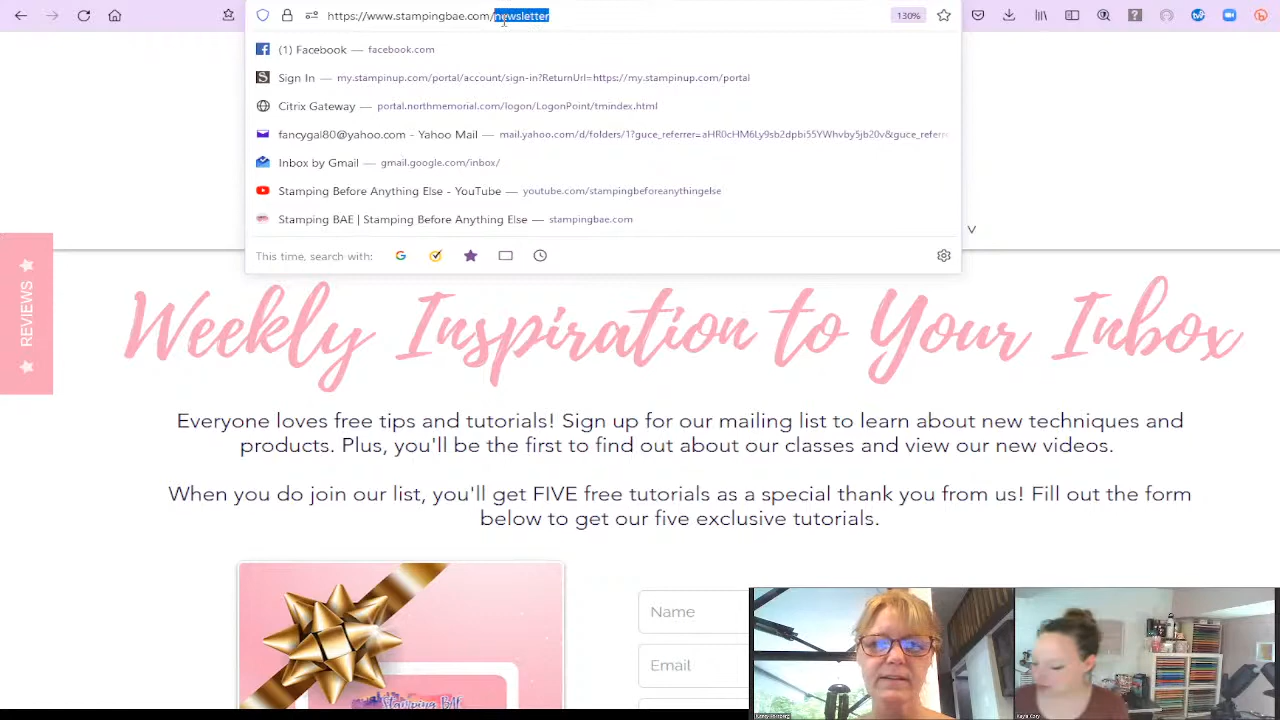 https://www.stampingbae.com/newsletter
130%
(1) Facebook — facebook.com
Sign In — my.stampinup.com/portal/account/sign-in?ReturnUrl=https://my.stampinup.com/portal
Citrix Gateway — portal.northmemorial.com/logon/LogonPoint/tmindex.html
fancygal80@yahoo.com - Yahoo Mail — mail.yahoo.com/d/folders/1?guce_referrer=aHR0cHM6Ly9sb2dpbi55YWhvby5jb20v&guce_referre
Inbox by Gmail — gmail.google.com/inbox/
Stamping Before Anything Else - YouTube — youtube.com/stampingbeforeanythingelse
Stamping BAE | Stamping Before Anything Else — stampingbae.com
This time, search with:
REVIEWS
Weekly Inspiration to Your Inbox
Everyone loves free tips and tutorials! Sign up for our mailing list to learn about new techniques and
products. Plus, you'll be the first to find out about our classes and view our new videos.
When you do join our list, you'll get FIVE free tutorials as a special thank you from us! Fill out the form
below to get our five exclusive tutorials.
Stamping BAE
Name
Email